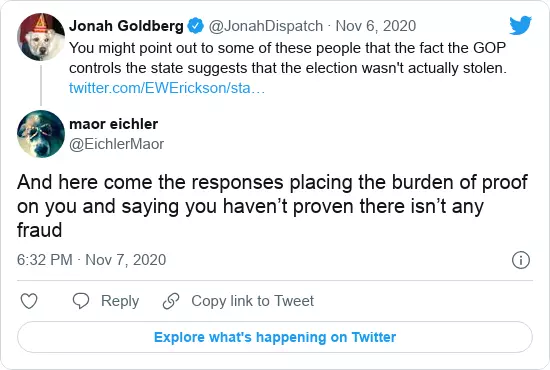 Jonah Goldberg @JonahDispatch · Nov 6, 2020
You might point out to some of these people that the fact the GOP
controls the state suggests that the election wasn't actually stolen.
twitter.com/EWErickson/sta…
maor eichler
@EichlerMaor
And here come the responses placing the burden of proof
on you and saying you haven’t proven there isn’t any
fraud
6:32 PM · Nov 7, 2020
Reply Copy link to Tweet
Explore what's happening on Twitter